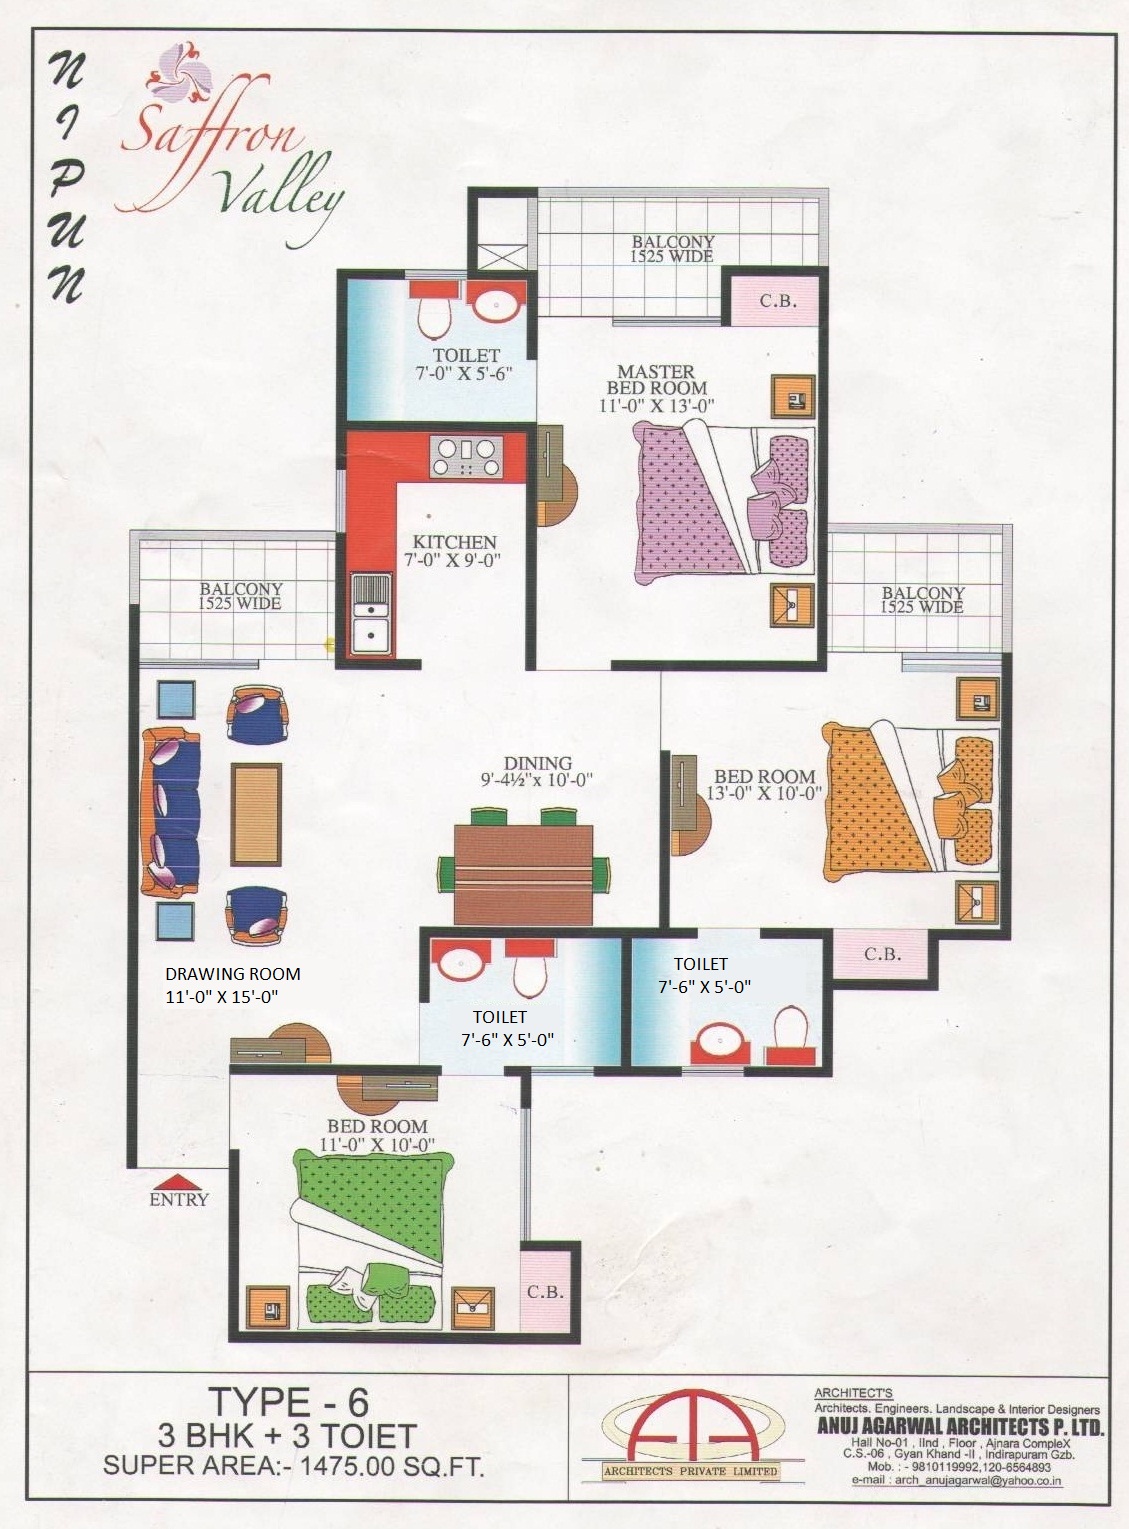 NIPUN
Saffron
Valley
BALCONY
1525 WIDE
C.B.
TOILET
7'-0" X 5'-6"
MASTER
BED ROOM
11'-0" X 13'-0"
KITCHEN
7'-0" X 9'-0"
BALCONY
1525 WIDE
BALCONY
1525 WIDE
DINING
9'-4½"x 10'-0"
BED ROOM
13'-0" X 10'-0"
C.B.
DRAWING ROOM
11'-0" X 15'-0"
TOILET
7'-6" X 5'-0"
TOILET
7'-6" X 5'-0"
BED ROOM
11'-0" X 10'-0"
ENTRY
C.B.
TYPE - 6
3 BHK + 3 TOIET
SUPER AREA:- 1475.00 SQ.FT.
ARCHITECTS PRIVATE LIMITED
ARCHITECT'S
Architects. Engineers. Landscape & Interior Designers
ANUJ AGARWAL ARCHITECTS P. LTD.
Hall No-01 , IInd , Floor , Ajnara CompleX
C.S.-06 , Gyan Khand -II , Indirapuram Gzb.
Mob. : - 9810119992,120-6564893
e-mail : arch_anujagarwal@yahoo.co.in